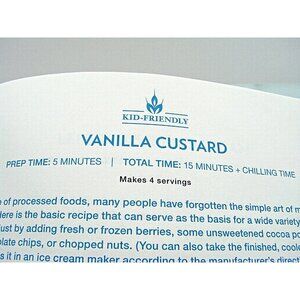 KID-FRIENDLY
VANILLA CUSTARD
PREP TIME: 5 MINUTES | TOTAL TIME: 15 MINUTES + CHILLING TIME
Makes 4 servings
of processed foods, many people have forgotten the simple art of m
ere is the basic recipe that can serve as the basis for a wide variety
just by adding fresh or frozen berries, some unsweetened cocoa po
late chips, or chopped nuts. (You can also take the finished, coole
s it in an ice cream maker according to the manufacturer's direct